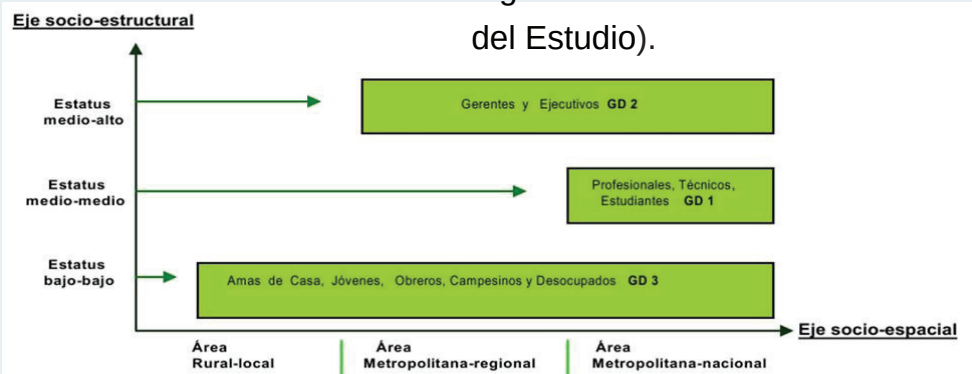 Eje socio-estructural
del Estudio).
Estatus
medio-alto
Gerentes y Ejecutivos GD 2
Estatus
medio-medio
Profesionales, Técnicos,
Estudiantes GD 1
Estatus
bajo-bajo
Amas de Casa, Jóvenes, Obreros, Campesinos y Desocupados GD 3
Eje socio-espacial
Área
Rural-local
Área
Metropolitana-regional
Área
Metropolitana-nacional